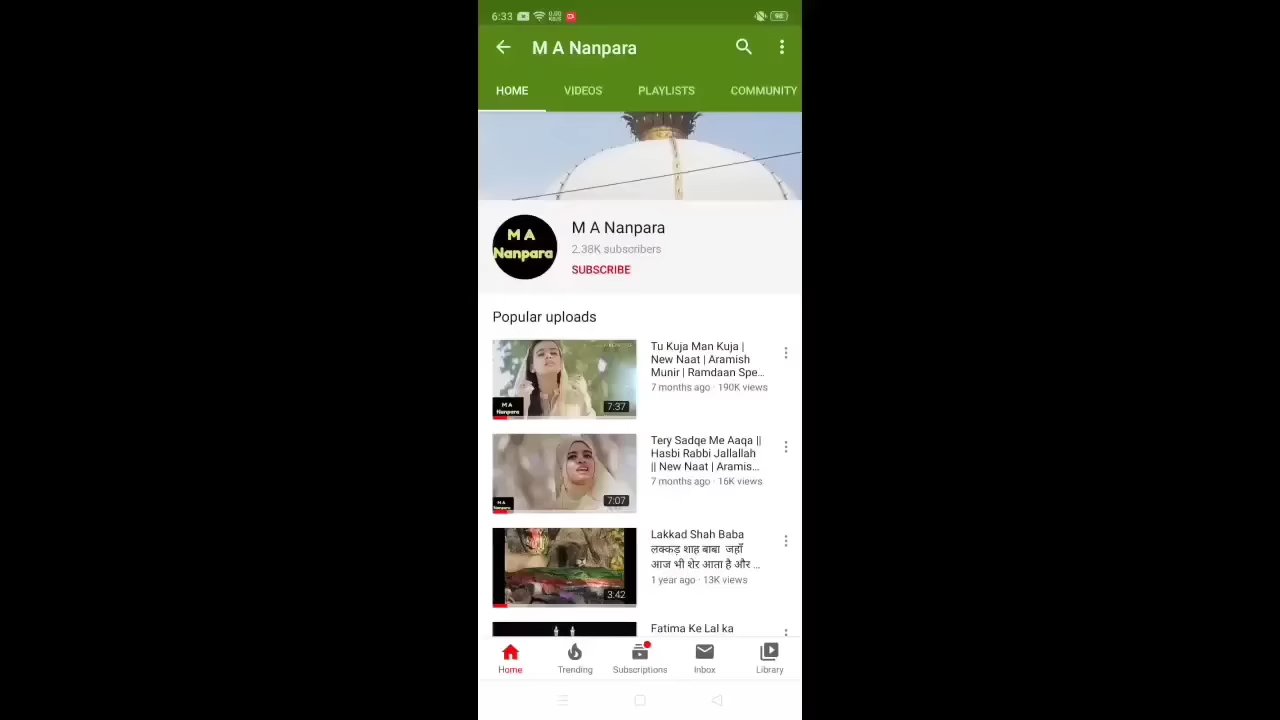 6:33
98
M A Nanpara
HOME VIDEOS PLAYLISTS COMMUNITY
M A
Nanpara
M A Nanpara
2.38K subscribers
SUBSCRIBE
Popular uploads
M A
Nanpara
7:37
Tu Kuja Man Kuja |
New Naat | Aramish
Munir | Ramdaan Spe...
7 months ago · 190K views
M A
Nanpara
7:07
Tery Sadqe Me Aaqa ||
Hasbi Rabbi Jallallah
|| New Naat | Aramis...
7 months ago · 16K views
3:42
Lakkad Shah Baba
लक्कड़ शाह बाबा जहाँ
आज भी शेर आता है और ...
1 year ago · 13K views
Fatima Ke Lal ka
Home Trending Subscriptions Inbox Library